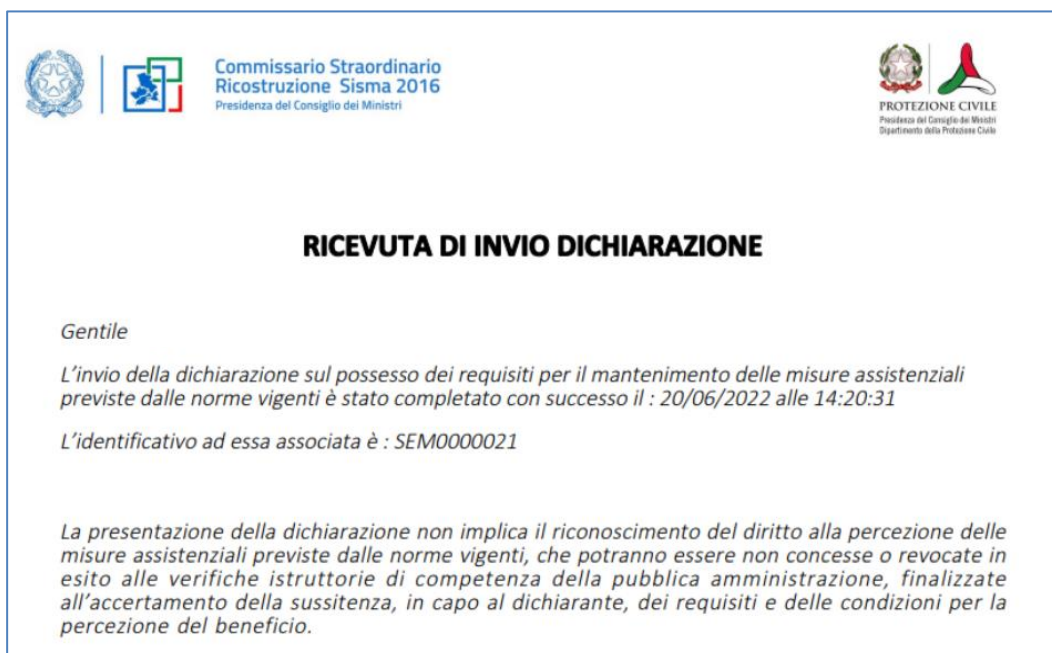 Commissario Straordinario
Ricostruzione Sisma 2016
Presidenza del Consiglio dei Ministri
PROTEZIONE CIVILE
Presidenza del Consiglio dei Ministri
Dipartimento della Protezione Civile
RICEVUTA DI INVIO DICHIARAZIONE
Gentile
L'invio della dichiarazione sul possesso dei requisiti per il mantenimento delle misure assistenziali
previste dalle norme vigenti è stato completato con successo il : 20/06/2022 alle 14:20:31
L'identificativo ad essa associata è : SEM0000021
La presentazione della dichiarazione non implica il riconoscimento del diritto alla percezione delle
misure assistenziali previste dalle norme vigenti, che potranno essere non concesse o revocate in
esito alle verifiche istruttorie di competenza della pubblica amministrazione, finalizzate
all'accertamento della sussitenza, in capo al dichiarante, dei requisiti e delle condizioni per la
percezione del beneficio.